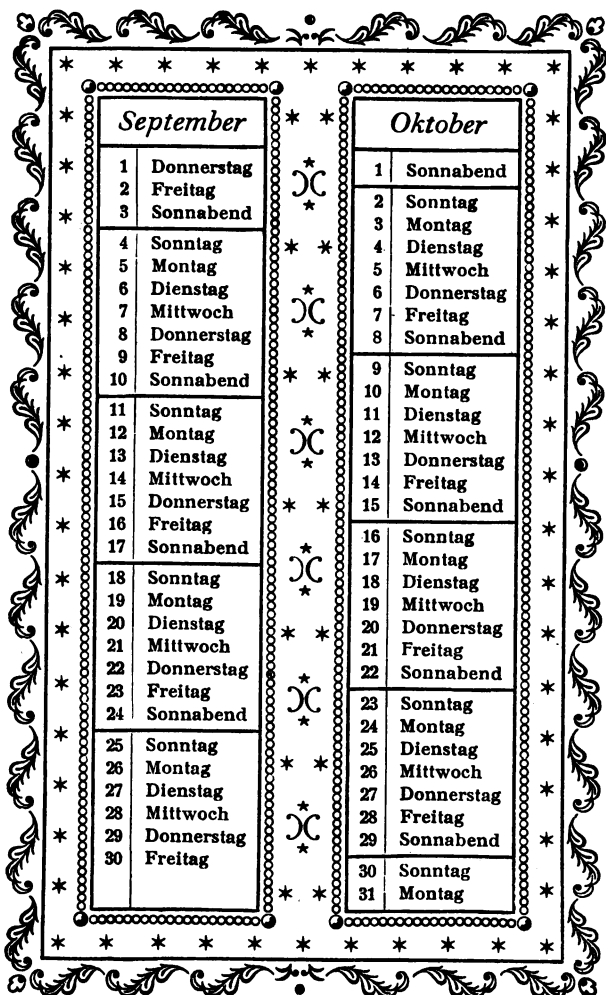 September
1 Donnerstag
2 Freitag
3 Sonnabend
4 Sonntag
5 Montag
6 Dienstag
7 Mittwoch
8 Donnerstag
9 Freitag
10 Sonnabend
11 Sonntag
12 Montag
13 Dienstag
14 Mittwoch
15 Donnerstag
16 Freitag
17 Sonnabend
18 Sonntag
19 Montag
20 Dienstag
21 Mittwoch
22 Donnerstag
23 Freitag
24 Sonnabend
25 Sonntag
26 Montag
27 Dienstag
28 Mittwoch
29 Donnerstag
30 Freitag
Oktober
1 Sonnabend
2 Sonntag
3 Montag
4 Dienstag
5 Mittwoch
6 Donnerstag
7 Freitag
8 Sonnabend
9 Sonntag
10 Montag
11 Dienstag
12 Mittwoch
13 Donnerstag
14 Freitag
15 Sonnabend
16 Sonntag
17 Montag
18 Dienstag
19 Mittwoch
20 Donnerstag
21 Freitag
22 Sonnabend
23 Sonntag
24 Montag
25 Dienstag
26 Mittwoch
27 Donnerstag
28 Freitag
29 Sonnabend
30 Sonntag
31 Montag